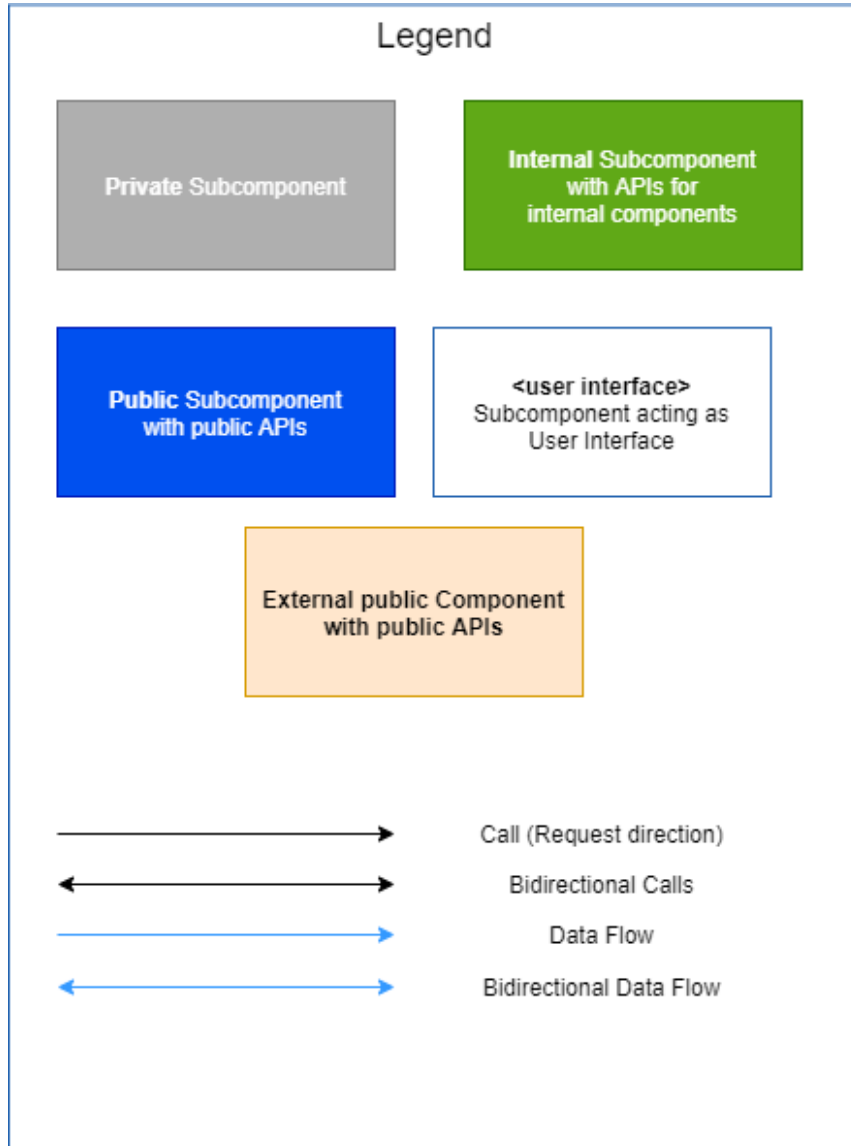 Legend
Private Subcomponent
Internal Subcomponent
with APIs for
internal components
Public Subcomponent
with public APIs
<user interface>
Subcomponent acting as
User Interface
External public Component
with public APIs
Call (Request direction)
Bidirectional Calls
Data Flow
Bidirectional Data Flow